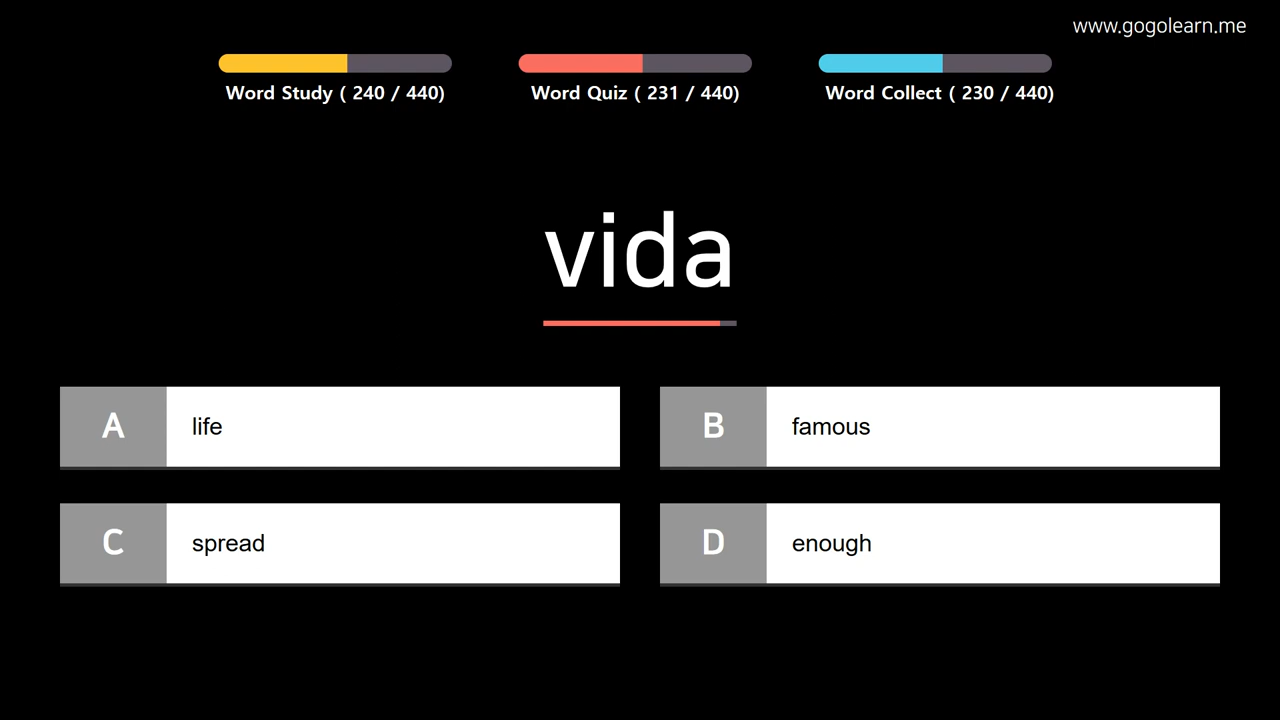 www.gogolearn.me
Word Study ( 240 / 440)
Word Quiz ( 231 / 440)
Word Collect ( 230 / 440)
vida
A life
B famous
C spread
D enough